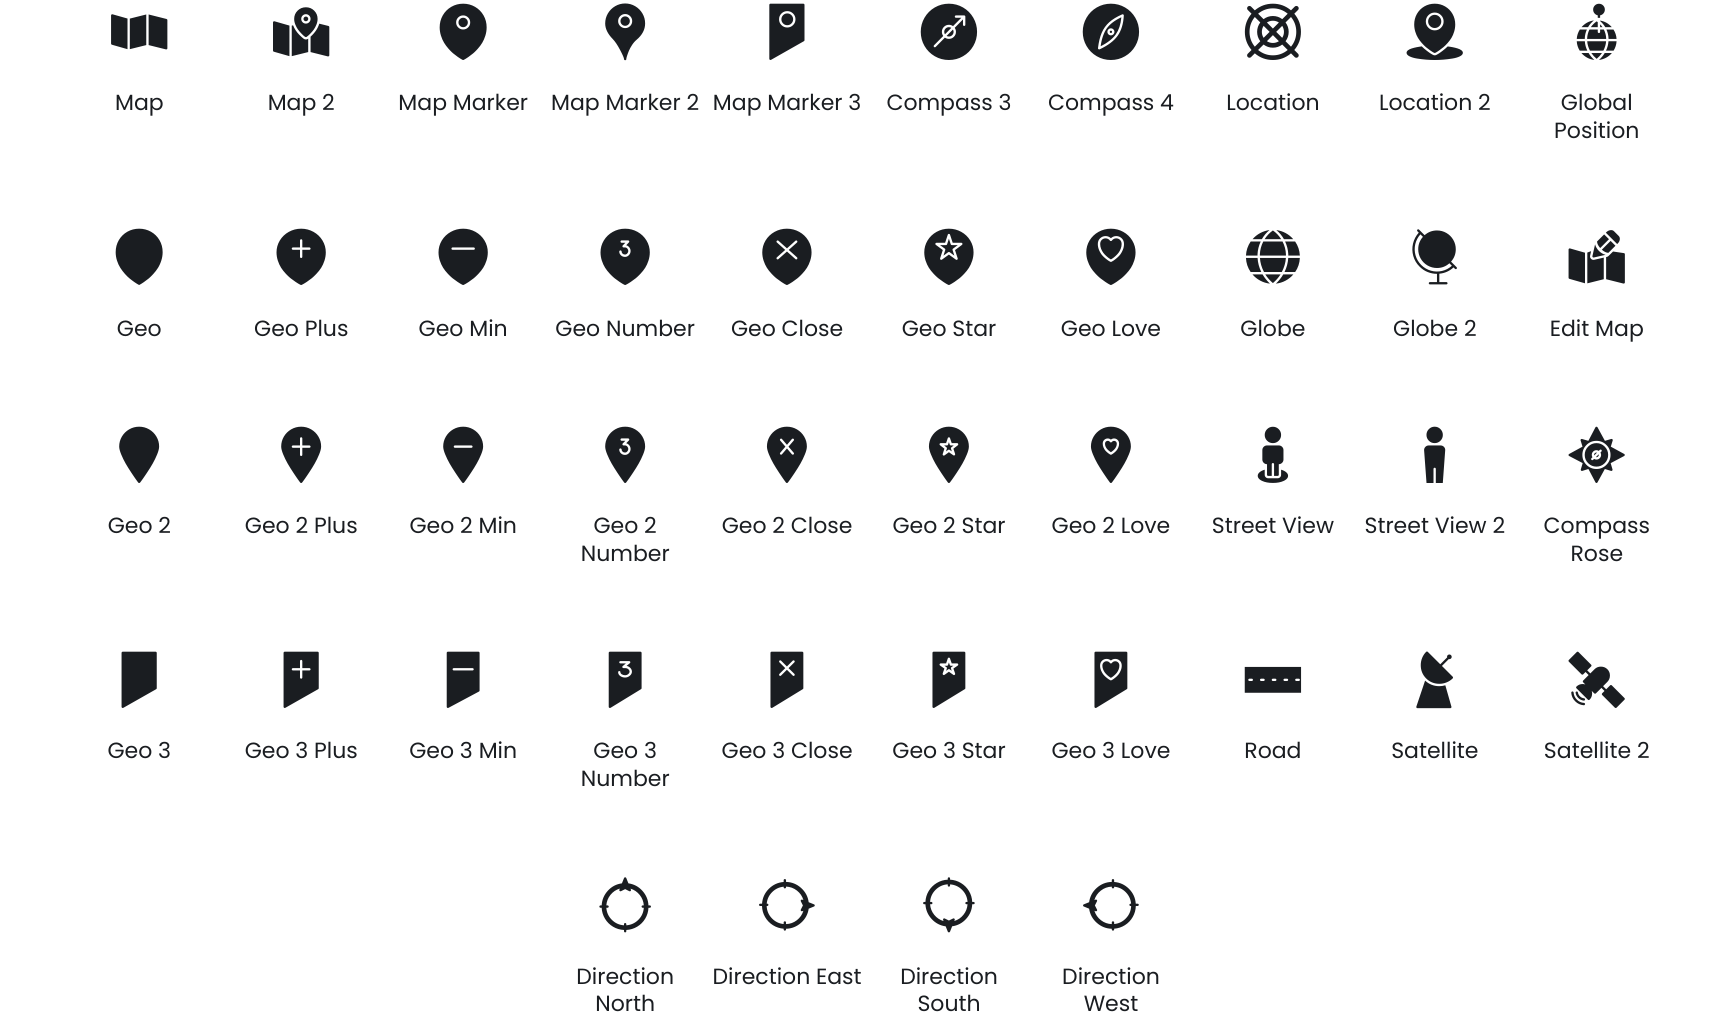 Map Map 2 Map Marker Map Marker 2 Map Marker 3 Compass 3 Compass 4 Location Location 2 Global
Position
3
Geo Geo Plus Geo Min Geo Number Geo Close Geo Star Geo Love Globe Globe 2 Edit Map
3
Geo 2 Geo 2 Plus Geo 2 Min Geo 2 Geo 2 Close Geo 2 Star Geo 2 Love Street View Street View 2 Compass
Number Rose
3
Geo 3 Geo 3 Plus Geo 3 Min Geo 3 Geo 3 Close Geo 3 Star Geo 3 Love Road Satellite Satellite 2
Number
Direction Direction East Direction Direction
North South West